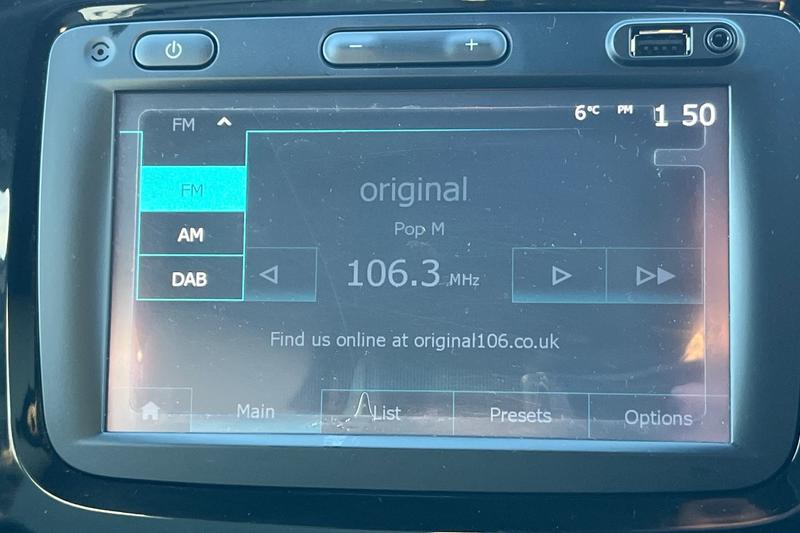 − +
FM 6°C PM 1 50
FM
AM
DAB
original
Pop M
106.3 MHz
Find us online at original106.co.uk
Main List Presets Options